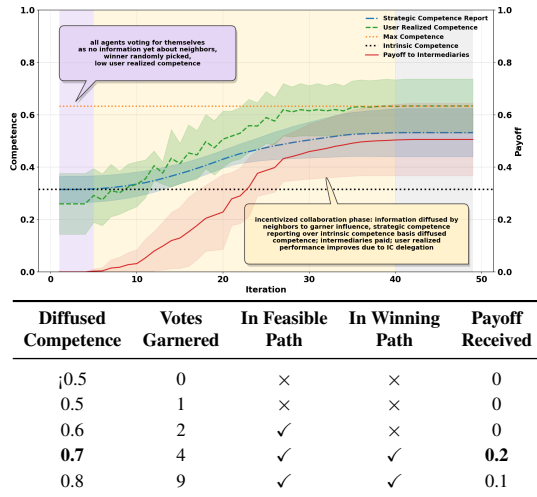 1.0
0.8
0.6
0.4
0.2
0.0
Competence
all agents voting for themselves
as no information yet about neighbors,
winner randomly picked,
low user realized competence
Strategic Competence Report
User Realized Competence
Max Competence
Intrinsic Competence
Payoff to Intermediaries
incentivized collaboration phase: information diffused by
neighbors to garner influence, strategic competence
reporting over intrinsic competence basis diffused
competence; intermediaries paid; user realized
performance improves due to IC delegation
1.0
0.8
0.6
0.4
0.2
0.0
Payoff
0 10 20 30 40 50
Iteration
Diffused Votes In Feasible In Winning Payoff
Competence Garnered Path Path Received
¡0.5 0 × × 0
0.5 1 × × 0
0.6 2 ✓ × 0
0.7 4 ✓ ✓ 0.2
0.8 9 ✓ ✓ 0.1